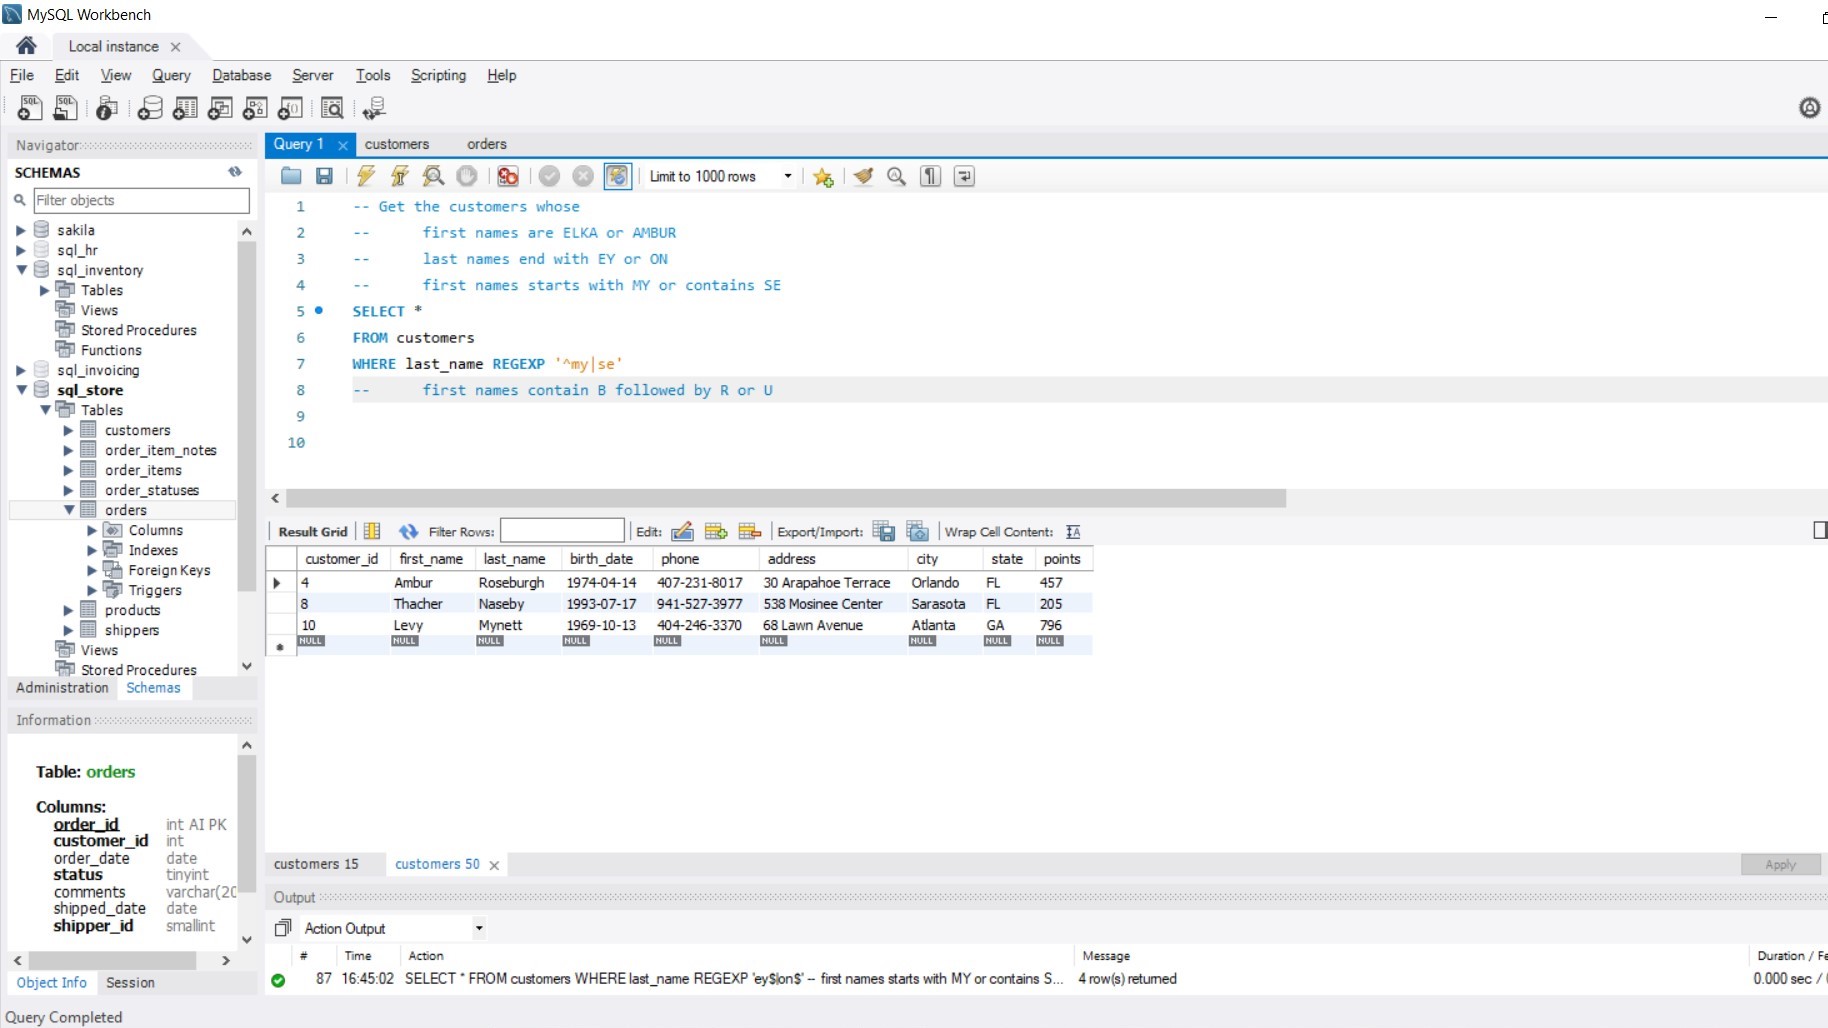 MySQL Workbench
Local instance
File Edit View Query Database Server Tools Scripting Help
Navigator
SCHEMAS
Filter objects
sakila
sql_hr
sql_inventory
Tables
Views
Stored Procedures
Functions
sql_invoicing
sql_store
Tables
customers
order_item_notes
order_items
order_statuses
orders
Columns
Indexes
Foreign Keys
Triggers
products
shippers
Views
Stored Procedures
Administration Schemas
Information
Table: orders
Columns:
order_id int AI PK
customer_id int
order_date date
status tinyint
comments varchar(20
shipped_date date
shipper_id smallint
Object Info Session
Query Completed
Query 1 customers orders
Limit to 1000 rows
1 -- Get the customers whose
2 -- first names are ELKA or AMBUR
3 -- last names end with EY or ON
4 -- first names starts with MY or contains SE
5 SELECT *
6 FROM customers
7 WHERE last_name REGEXP '^my|se'
8 -- first names contain B followed by R or U
9
10
Result Grid Filter Rows: Edit: Export/Import: Wrap Cell Content:
customer_id first_name last_name birth_date phone address city state points
4 Ambur Roseburgh 1974-04-14 407-231-8017 30 Arapahoe Terrace Orlando FL 457
8 Thacher Naseby 1993-07-17 941-527-3977 538 Mosinee Center Sarasota FL 205
10 Levy Mynett 1969-10-13 404-246-3370 68 Lawn Avenue Atlanta GA 796
NULL NULL NULL NULL NULL NULL NULL NULL NULL
customers 15 customers 50 Apply
Output
Action Output
# Time Action Message Duration / Fe
87 16:45:02 SELECT * FROM customers WHERE last_name REGEXP 'ey$|on$' -- first names starts with MY or contains S... 4 row(s) returned 0.000 sec /